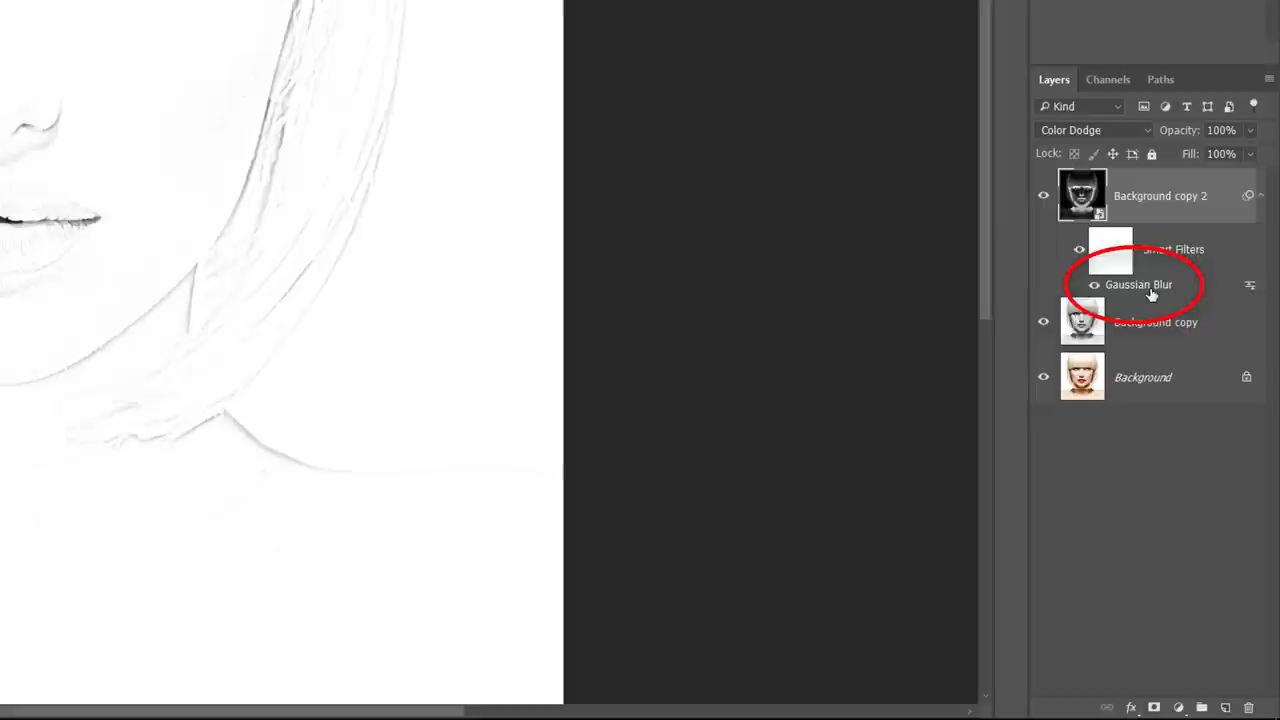 Layers Channels Paths
Kind
Color Dodge Opacity: 100%
Lock: Fill: 100%
Background copy 2
Smart Filters
Gaussian Blur
Background copy
Background
fx